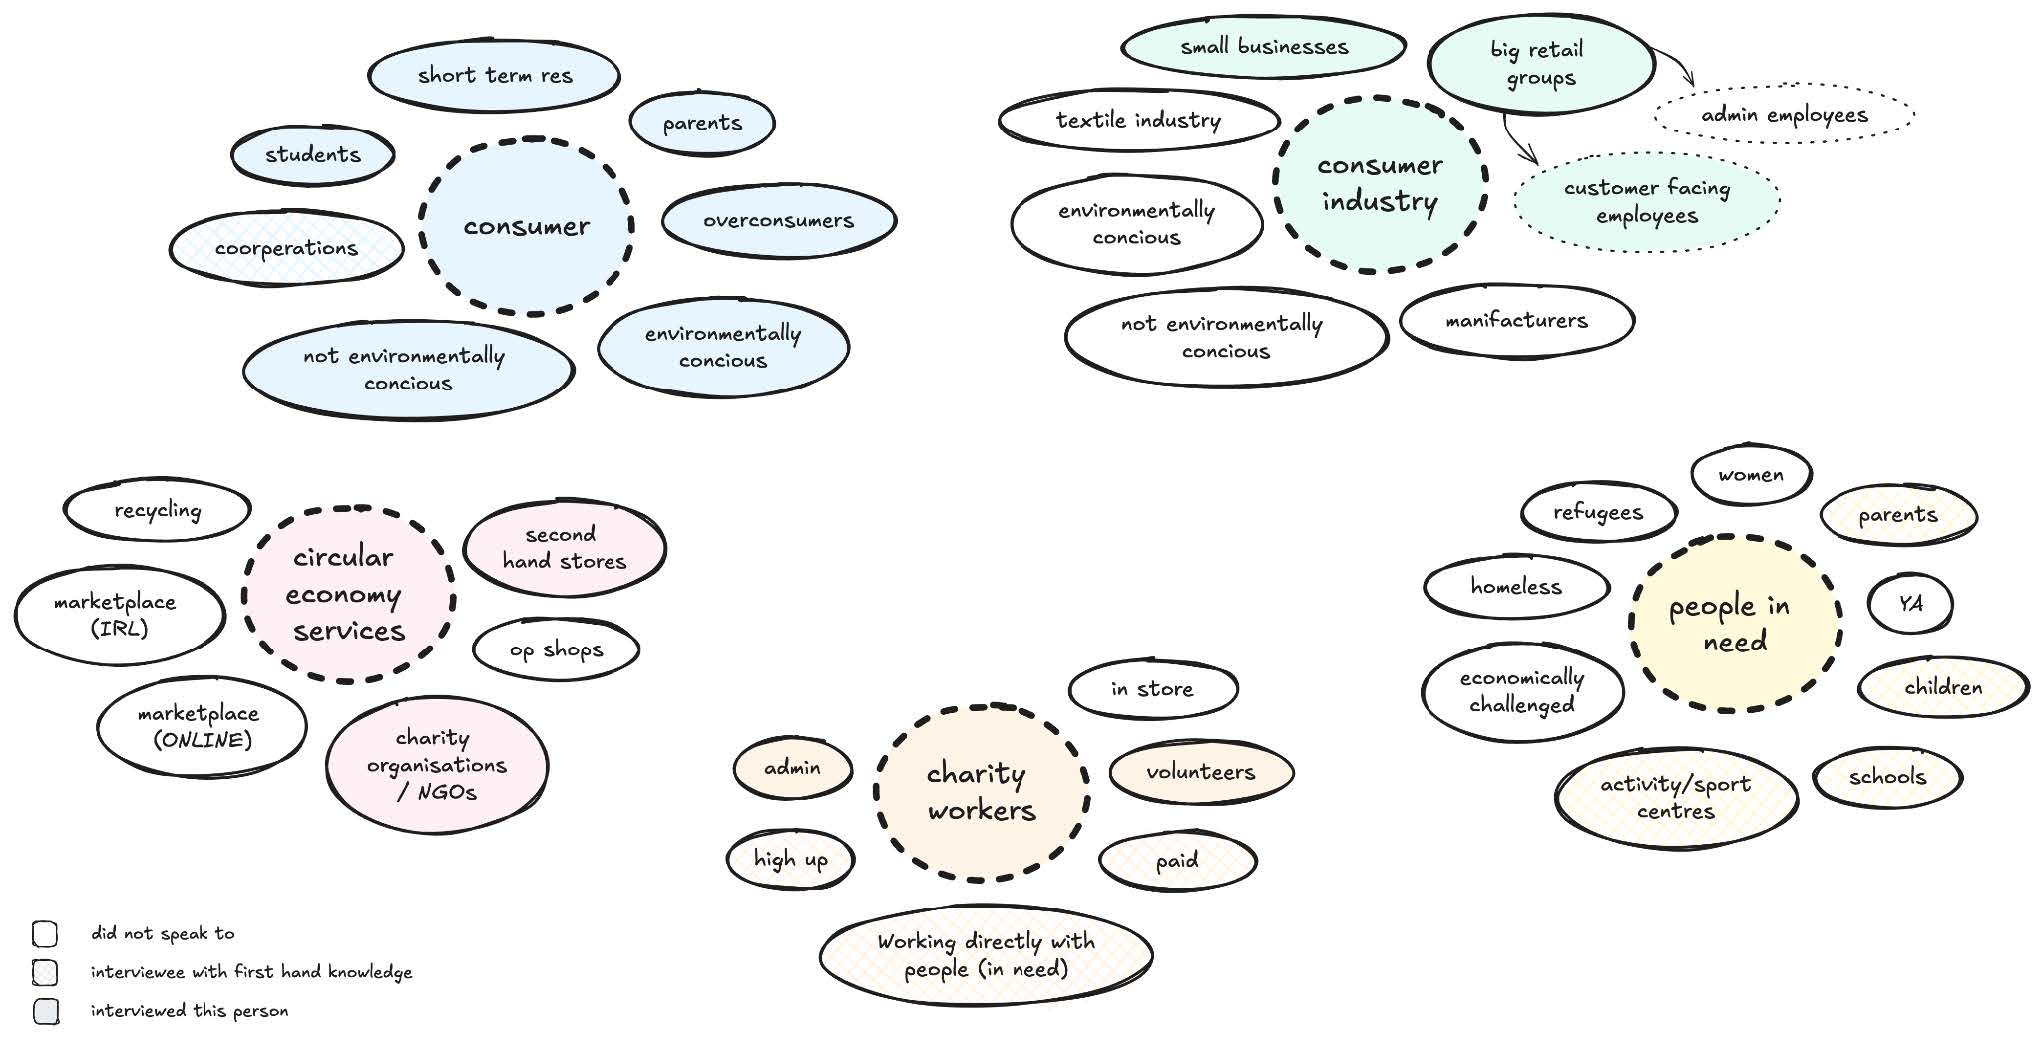 short term res
parents
students
consumer
overconsumers
coorperations
environmentally
concious
not environmentally
concious
small businesses
big retail
groups
admin employees
textile industry
consumer
industry
customer facing
employees
environmentally
concious
not environmentally
concious
manifacturers
recycling
circular
economy
services
second
hand stores
marketplace
(IRL)
op shops
marketplace
(ONLINE)
charity
organisations
/ NGOs
in store
admin
charity
workers
volunteers
high up
paid
Working directly with
people (in need)
women
refugees
parents
homeless
people in
need
YA
economically
challenged
children
activity/sport
centres
schools
did not speak to
interviewee with first hand knowledge
interviewed this person